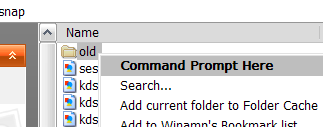 snap
Name
old
Command Prompt Here
ses
Search...
kds
Add current folder to Folder Cache
kds
Add to Winamp's Bookmark list
kds